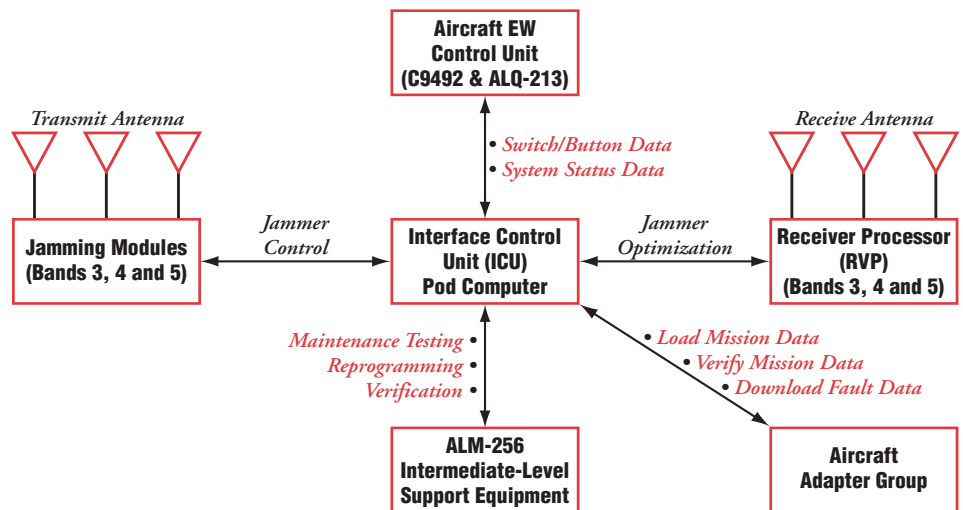 Aircraft EW
Control Unit
(C9492 & ALQ-213)
Transmit Antenna
Receive Antenna
• Switch/Button Data
• System Status Data
Jamming Modules
(Bands 3, 4 and 5)
Jammer
Control
Interface Control
Unit (ICU)
Pod Computer
Jammer
Optimization
Receiver Processor
(RVP)
(Bands 3, 4 and 5)
Maintenance Testing •
Reprogramming •
Verification •
• Load Mission Data
• Verify Mission Data
• Download Fault Data
ALM-256
Intermediate-Level
Support Equipment
Aircraft
Adapter Group